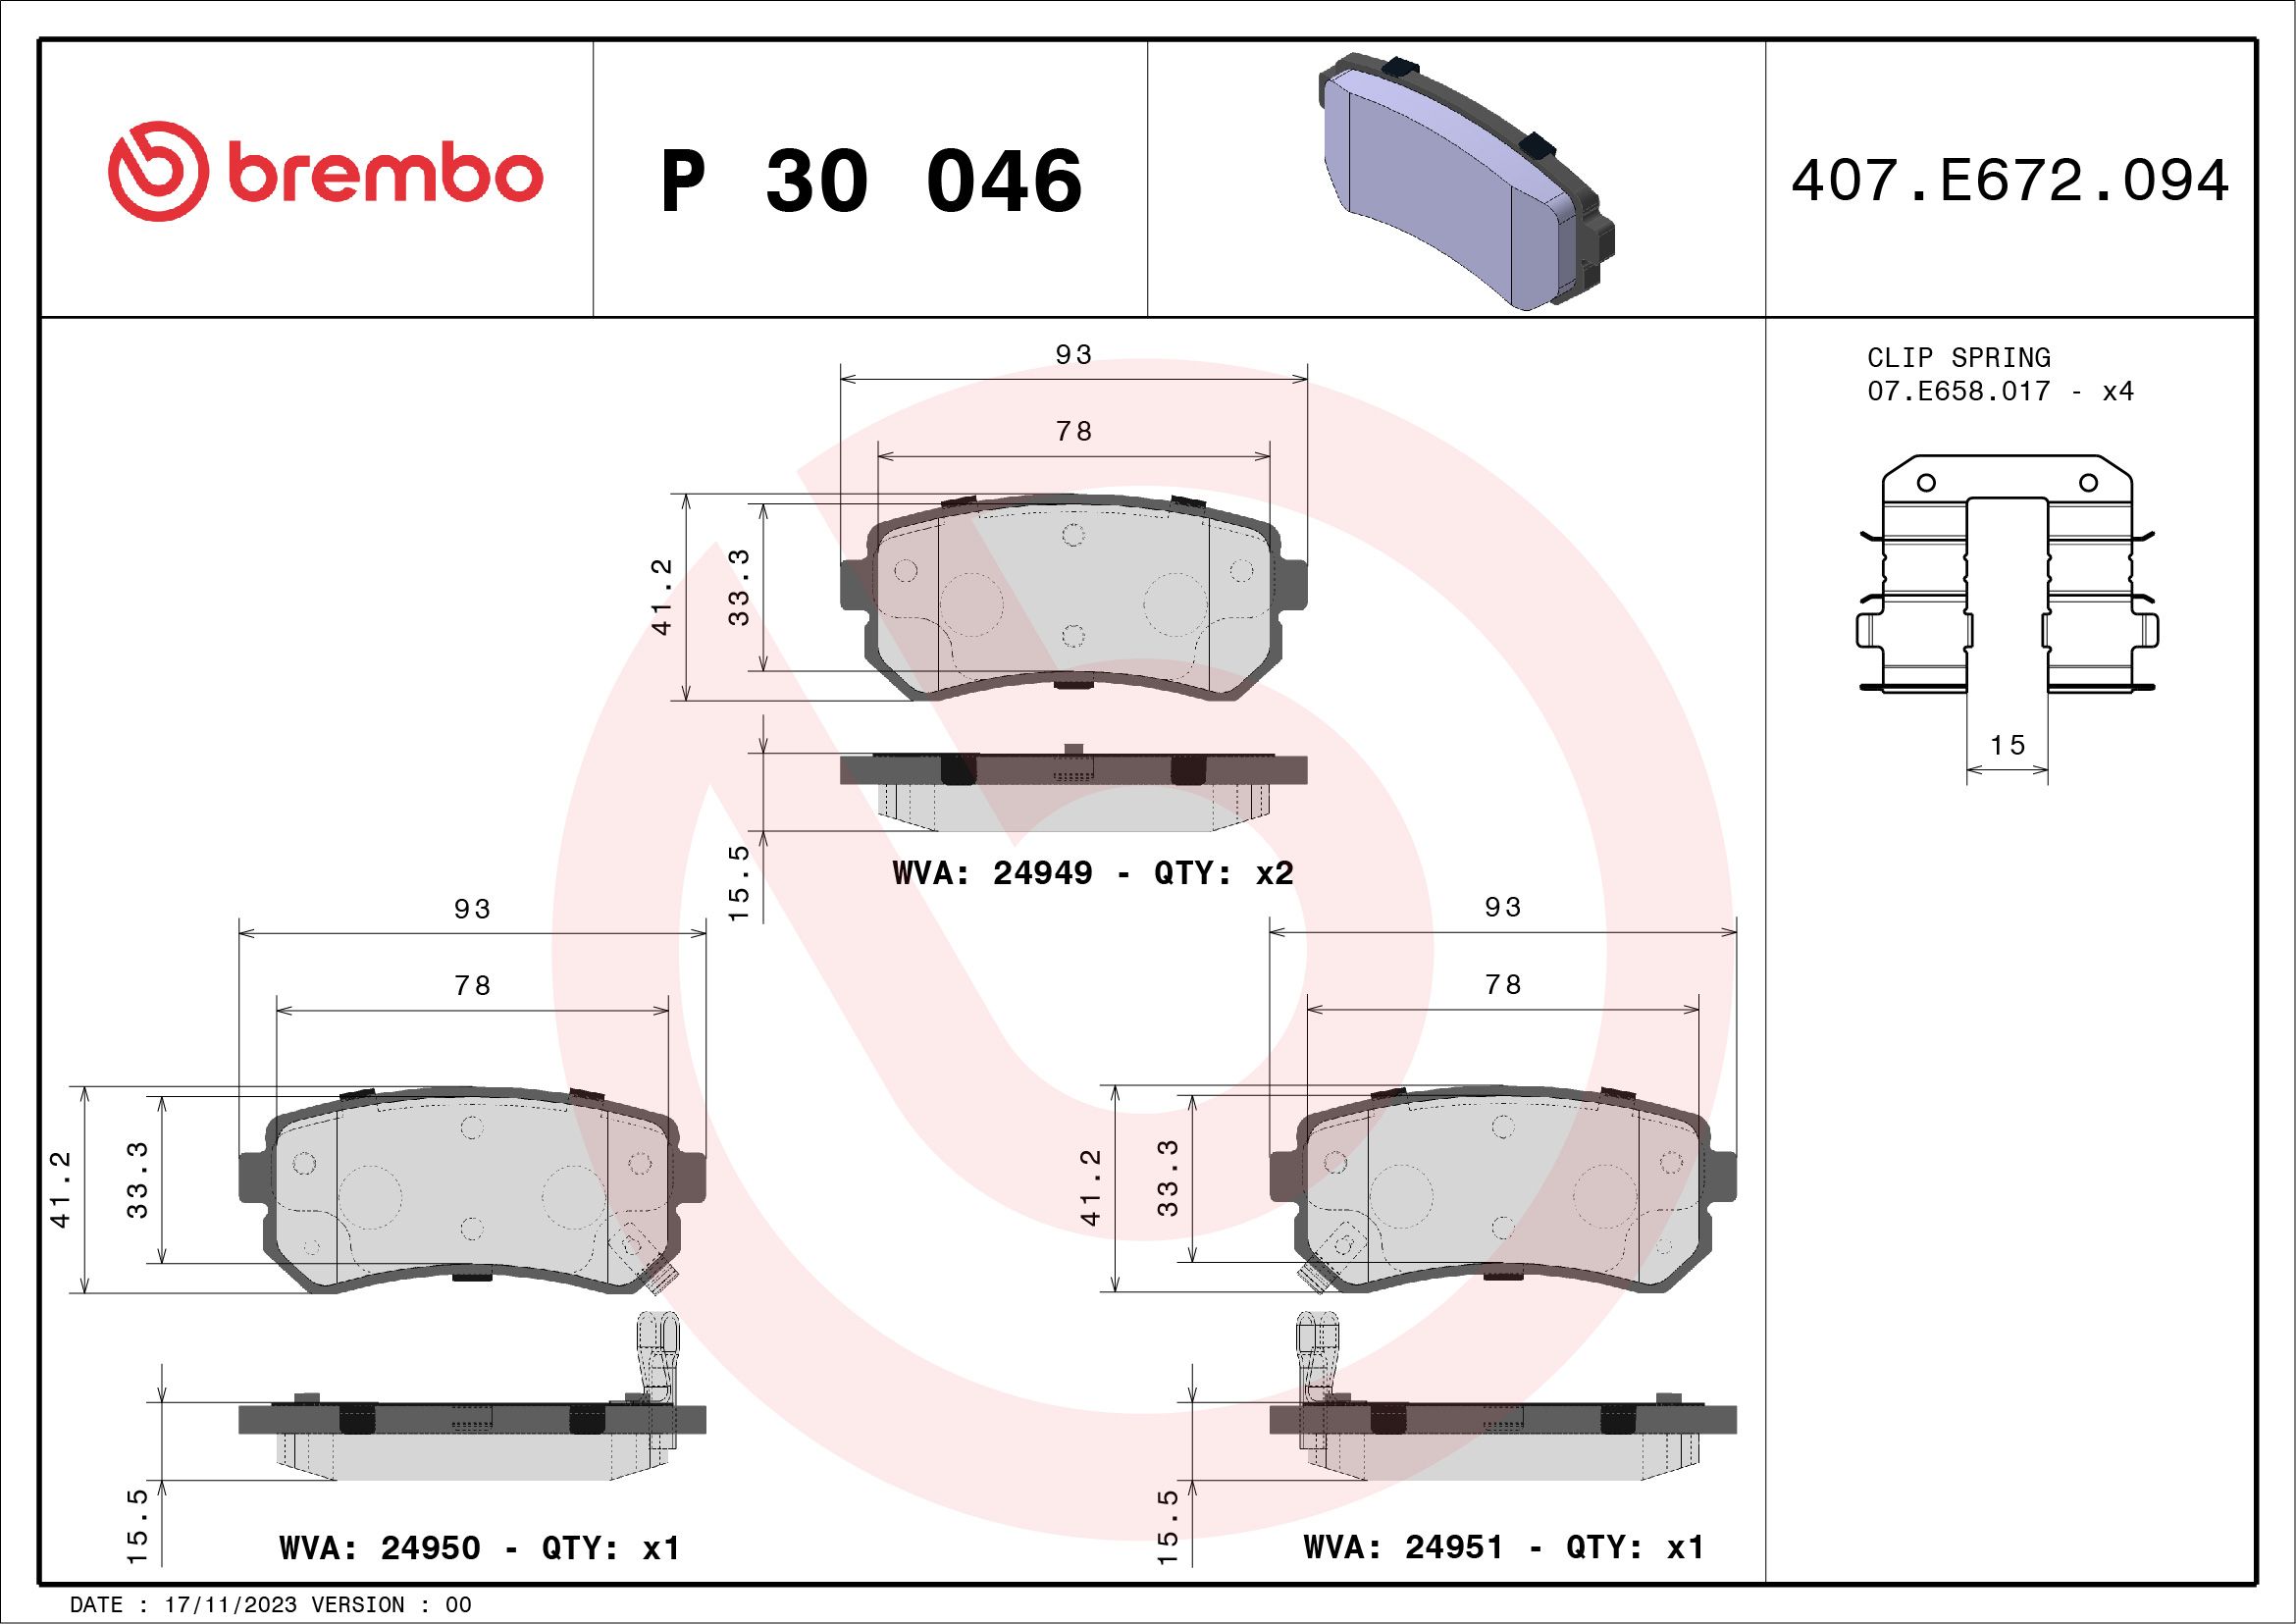 brembo
P 30 046
407.E672.094
CLIP SPRING
07.E658.017 - x4
15
93
78
41.2
33.3
15.5
WVA: 24949 - QTY: x2
93
78
41.2
33.3
15.5
WVA: 24950 - QTY: x1
93
78
41.2
33.3
15.5
WVA: 24951 - QTY: x1
DATE : 17/11/2023 VERSION : 00